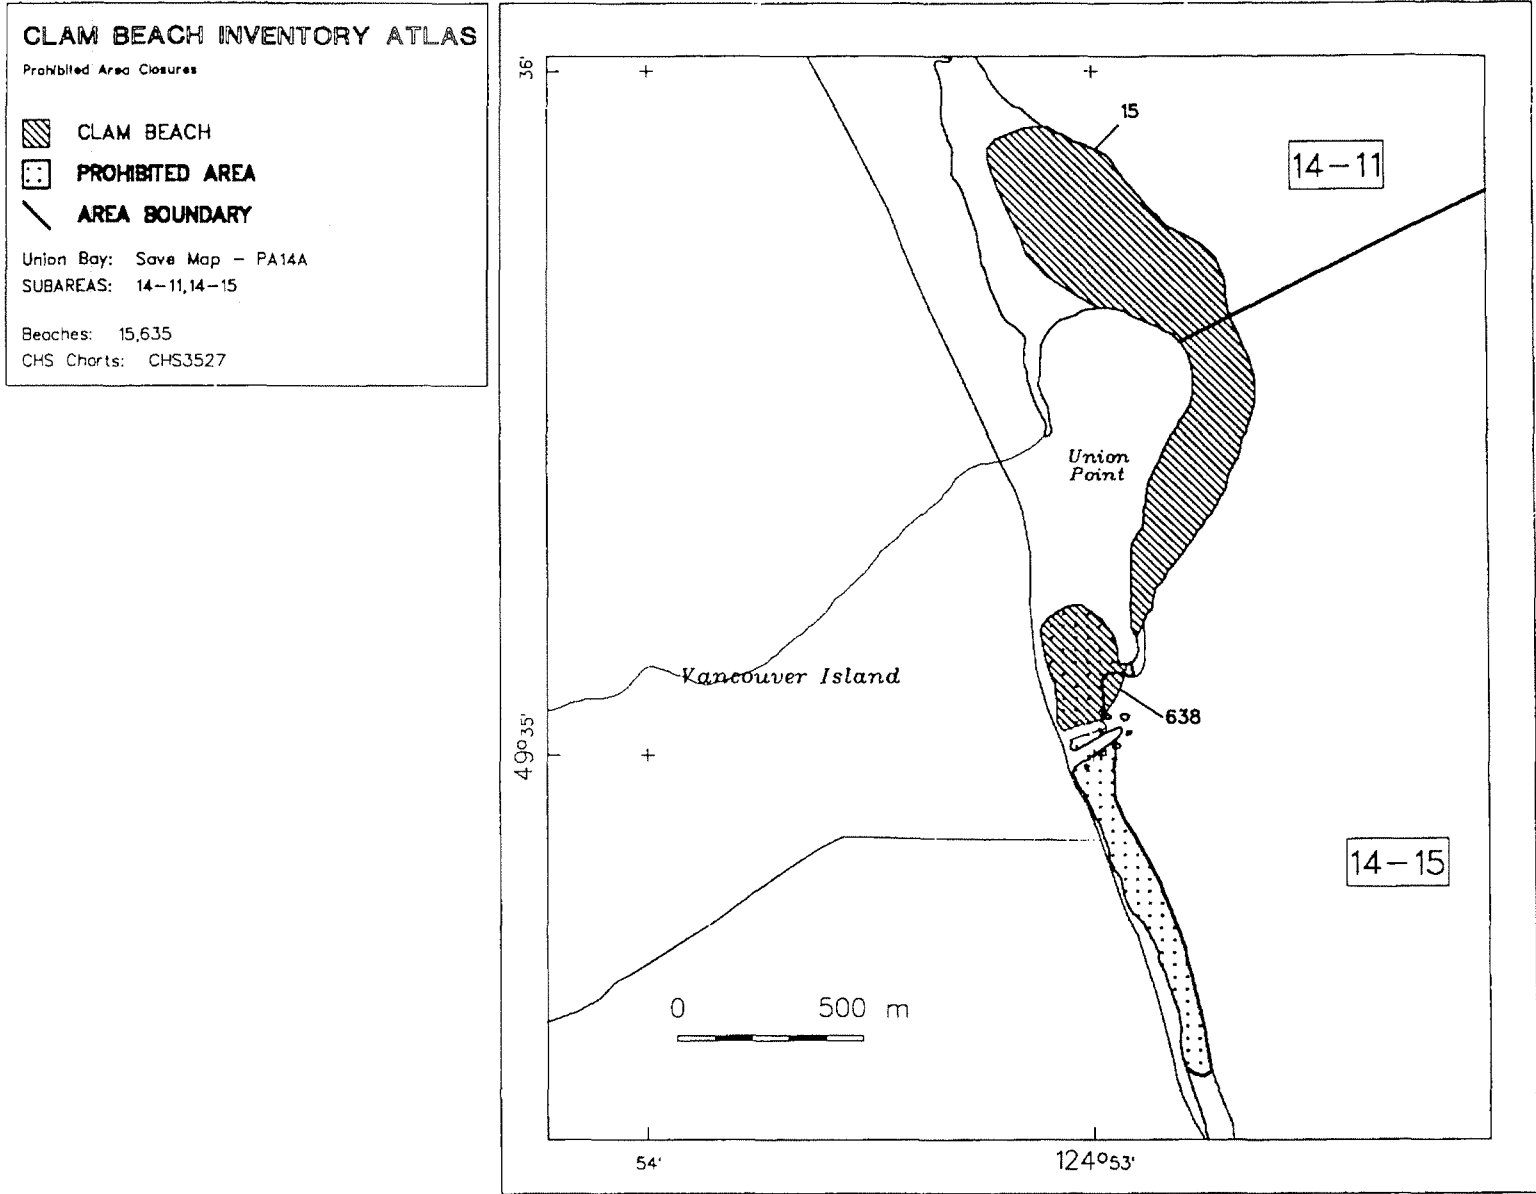 CLAM BEACH INVENTORY ATLAS
Prohibited Area Closures
CLAM BEACH
PROHIBITED AREA
AREA BOUNDARY
Union Bay: Save Map - PA14A
SUBAREAS: 14-11,14-15
Beaches: 15,635
CHS Charts: CHS3527
36'
15
14-11
Union
Point
Vancouver Island
638
49°35'
14-15
0 500 m
54'
124°53'